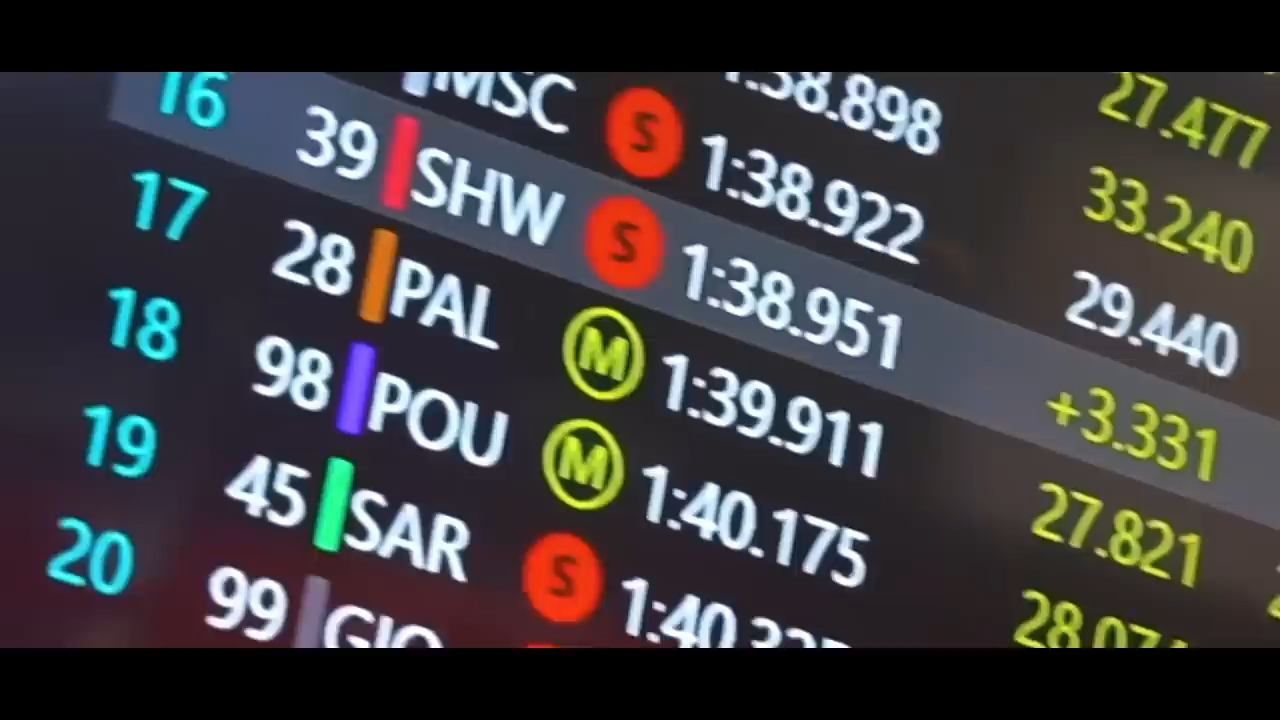 27.477
1:38.898 33.240
MSC S 1:38.922 29.440
16 39 SHW S 1:38.951 +3.331
17 28 PAL M 1:39.911 27.821
18 98 POU M 1:40.175
19 45 SAR S
20 99 GIO